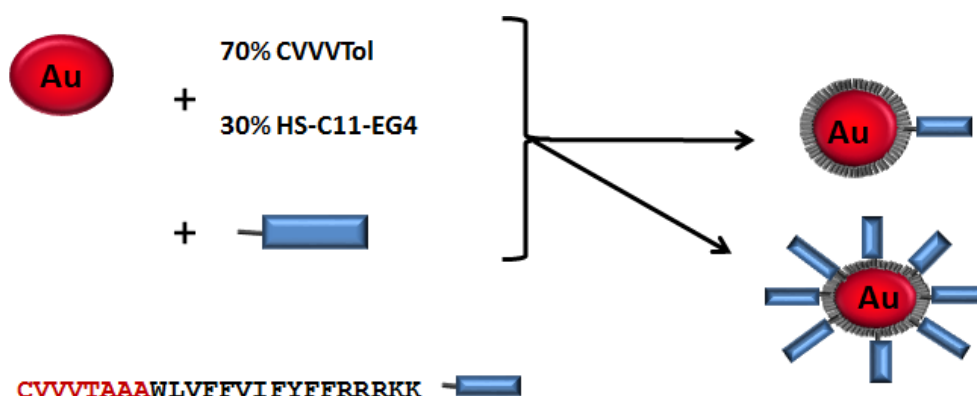 Au
+
70% CVVVTol
30% HS-C11-EG4
+
Au
Au
CVVVTAAAWLVFFVIFYFFRRRKK